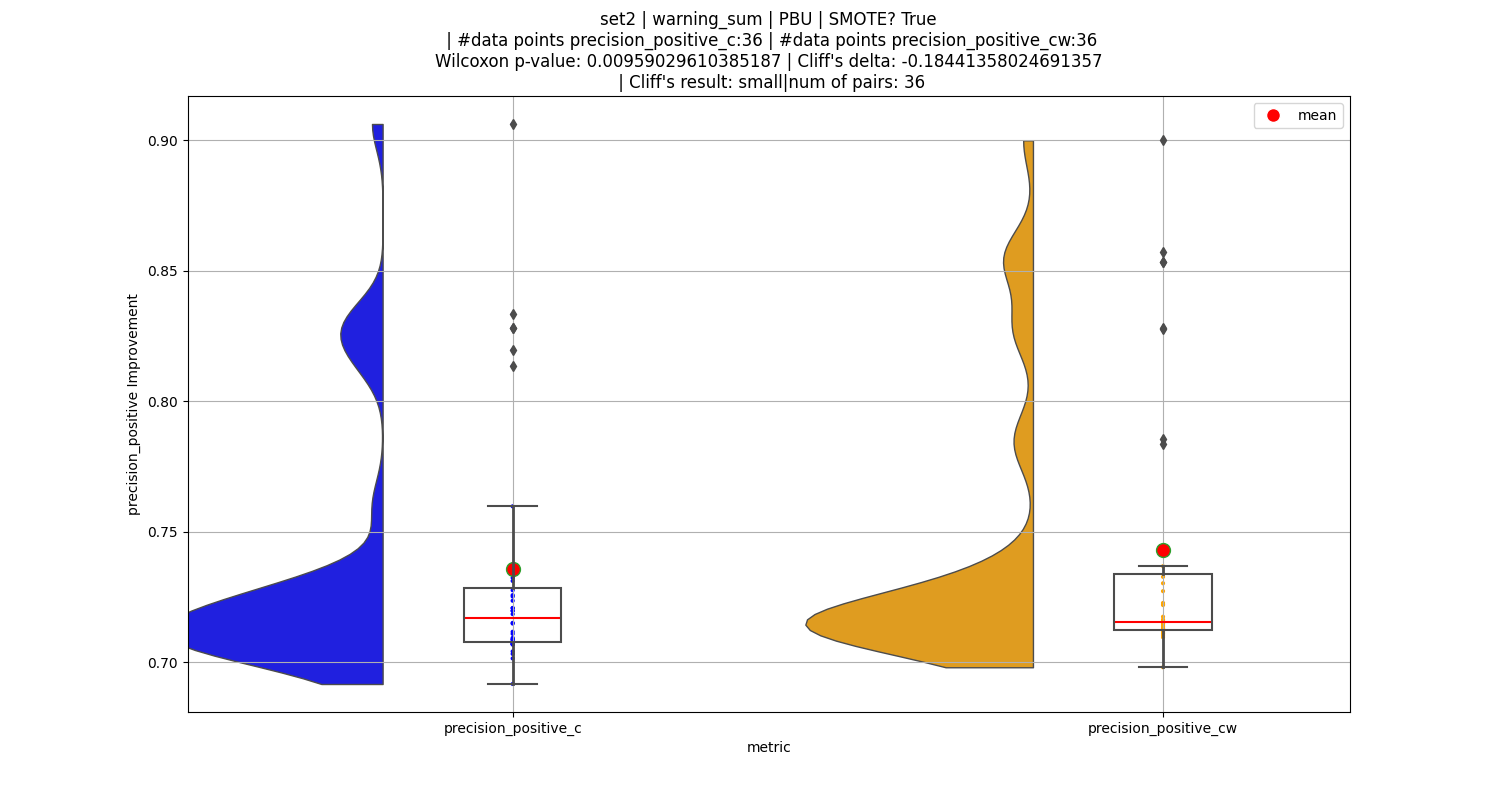 set2 | warning_sum | PBU | SMOTE? True
| #data points precision_positive_c:36 | #data points precision_positive_cw:36
Wilcoxon p-value: 0.00959029610385187 | Cliff's delta: -0.18441358024691357
| Cliff's result: small|num of pairs: 36
mean
0.90
0.85
0.80
0.75
0.70
precision_positive Improvement
precision_positive_c
precision_positive_cw
metric